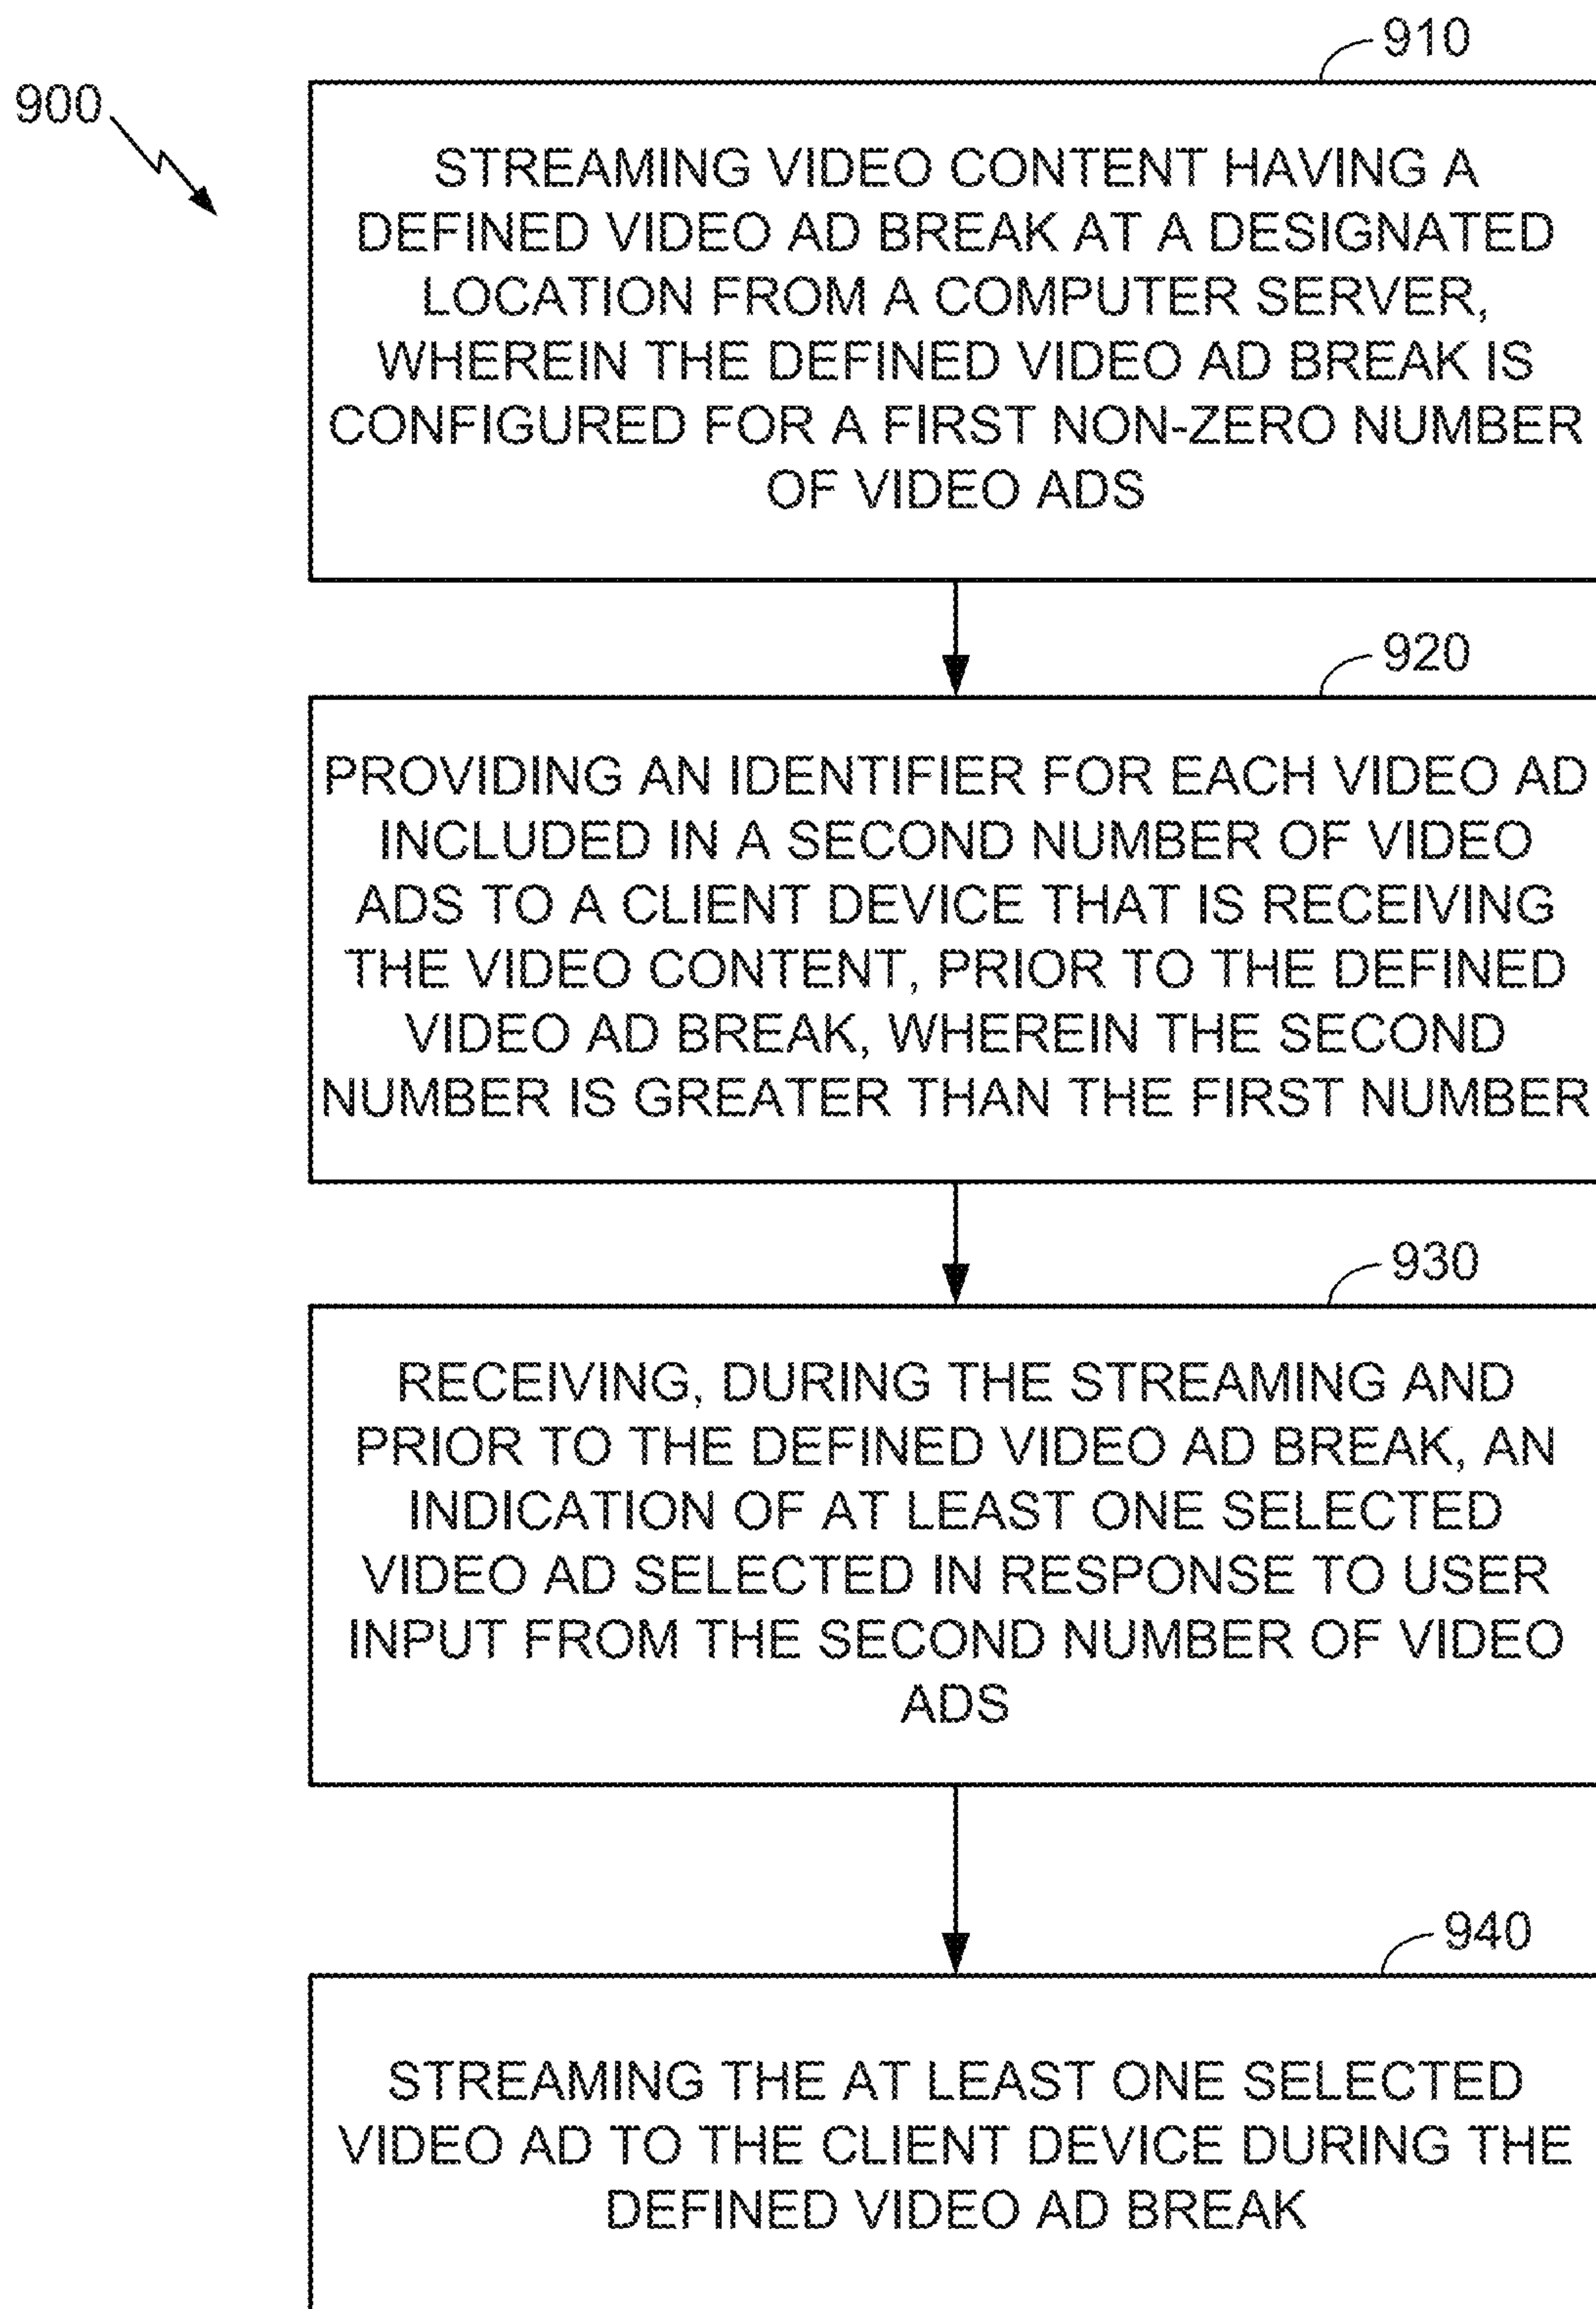 910
900
STREAMING VIDEO CONTENT HAVING A
DEFINED VIDEO AD BREAK AT A DESIGNATED
LOCATION FROM A COMPUTER SERVER,
WHEREIN THE DEFINED VIDEO AD BREAK IS
CONFIGURED FOR A FIRST NON-ZERO NUMBER
OF VIDEO ADS
920
PROVIDING AN IDENTIFIER FOR EACH VIDEO AD
INCLUDED IN A SECOND NUMBER OF VIDEO
ADS TO A CLIENT DEVICE THAT IS RECEIVING
THE VIDEO CONTENT, PRIOR TO THE DEFINED
VIDEO AD BREAK, WHEREIN THE SECOND
NUMBER IS GREATER THAN THE FIRST NUMBER
930
RECEIVING, DURING THE STREAMING AND
PRIOR TO THE DEFINED VIDEO AD BREAK, AN
INDICATION OF AT LEAST ONE SELECTED
VIDEO AD SELECTED IN RESPONSE TO USER
INPUT FROM THE SECOND NUMBER OF VIDEO
ADS
940
STREAMING THE AT LEAST ONE SELECTED
VIDEO AD TO THE CLIENT DEVICE DURING THE
DEFINED VIDEO AD BREAK